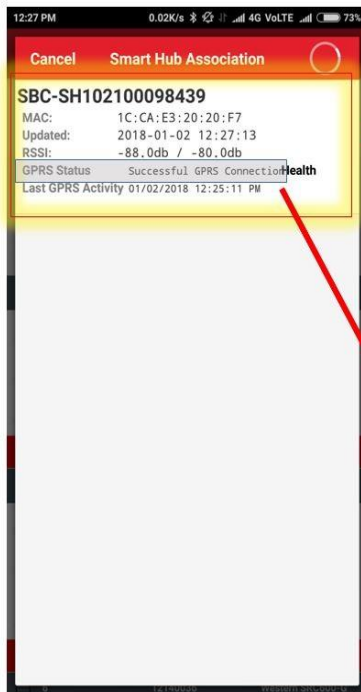 12:27 PM 0.02K/s 4G VoLTE 73%
Cancel Smart Hub Association
SBC-SH102100098439
MAC: 1C:CA:E3:20:20:F7
Updated: 2018-01-02 12:27:13
RSSI: -88.0db / -80.0db
GPRS Status Successful GPRS Connection Health
Last GPRS Activity 01/02/2018 12:25:11 PM